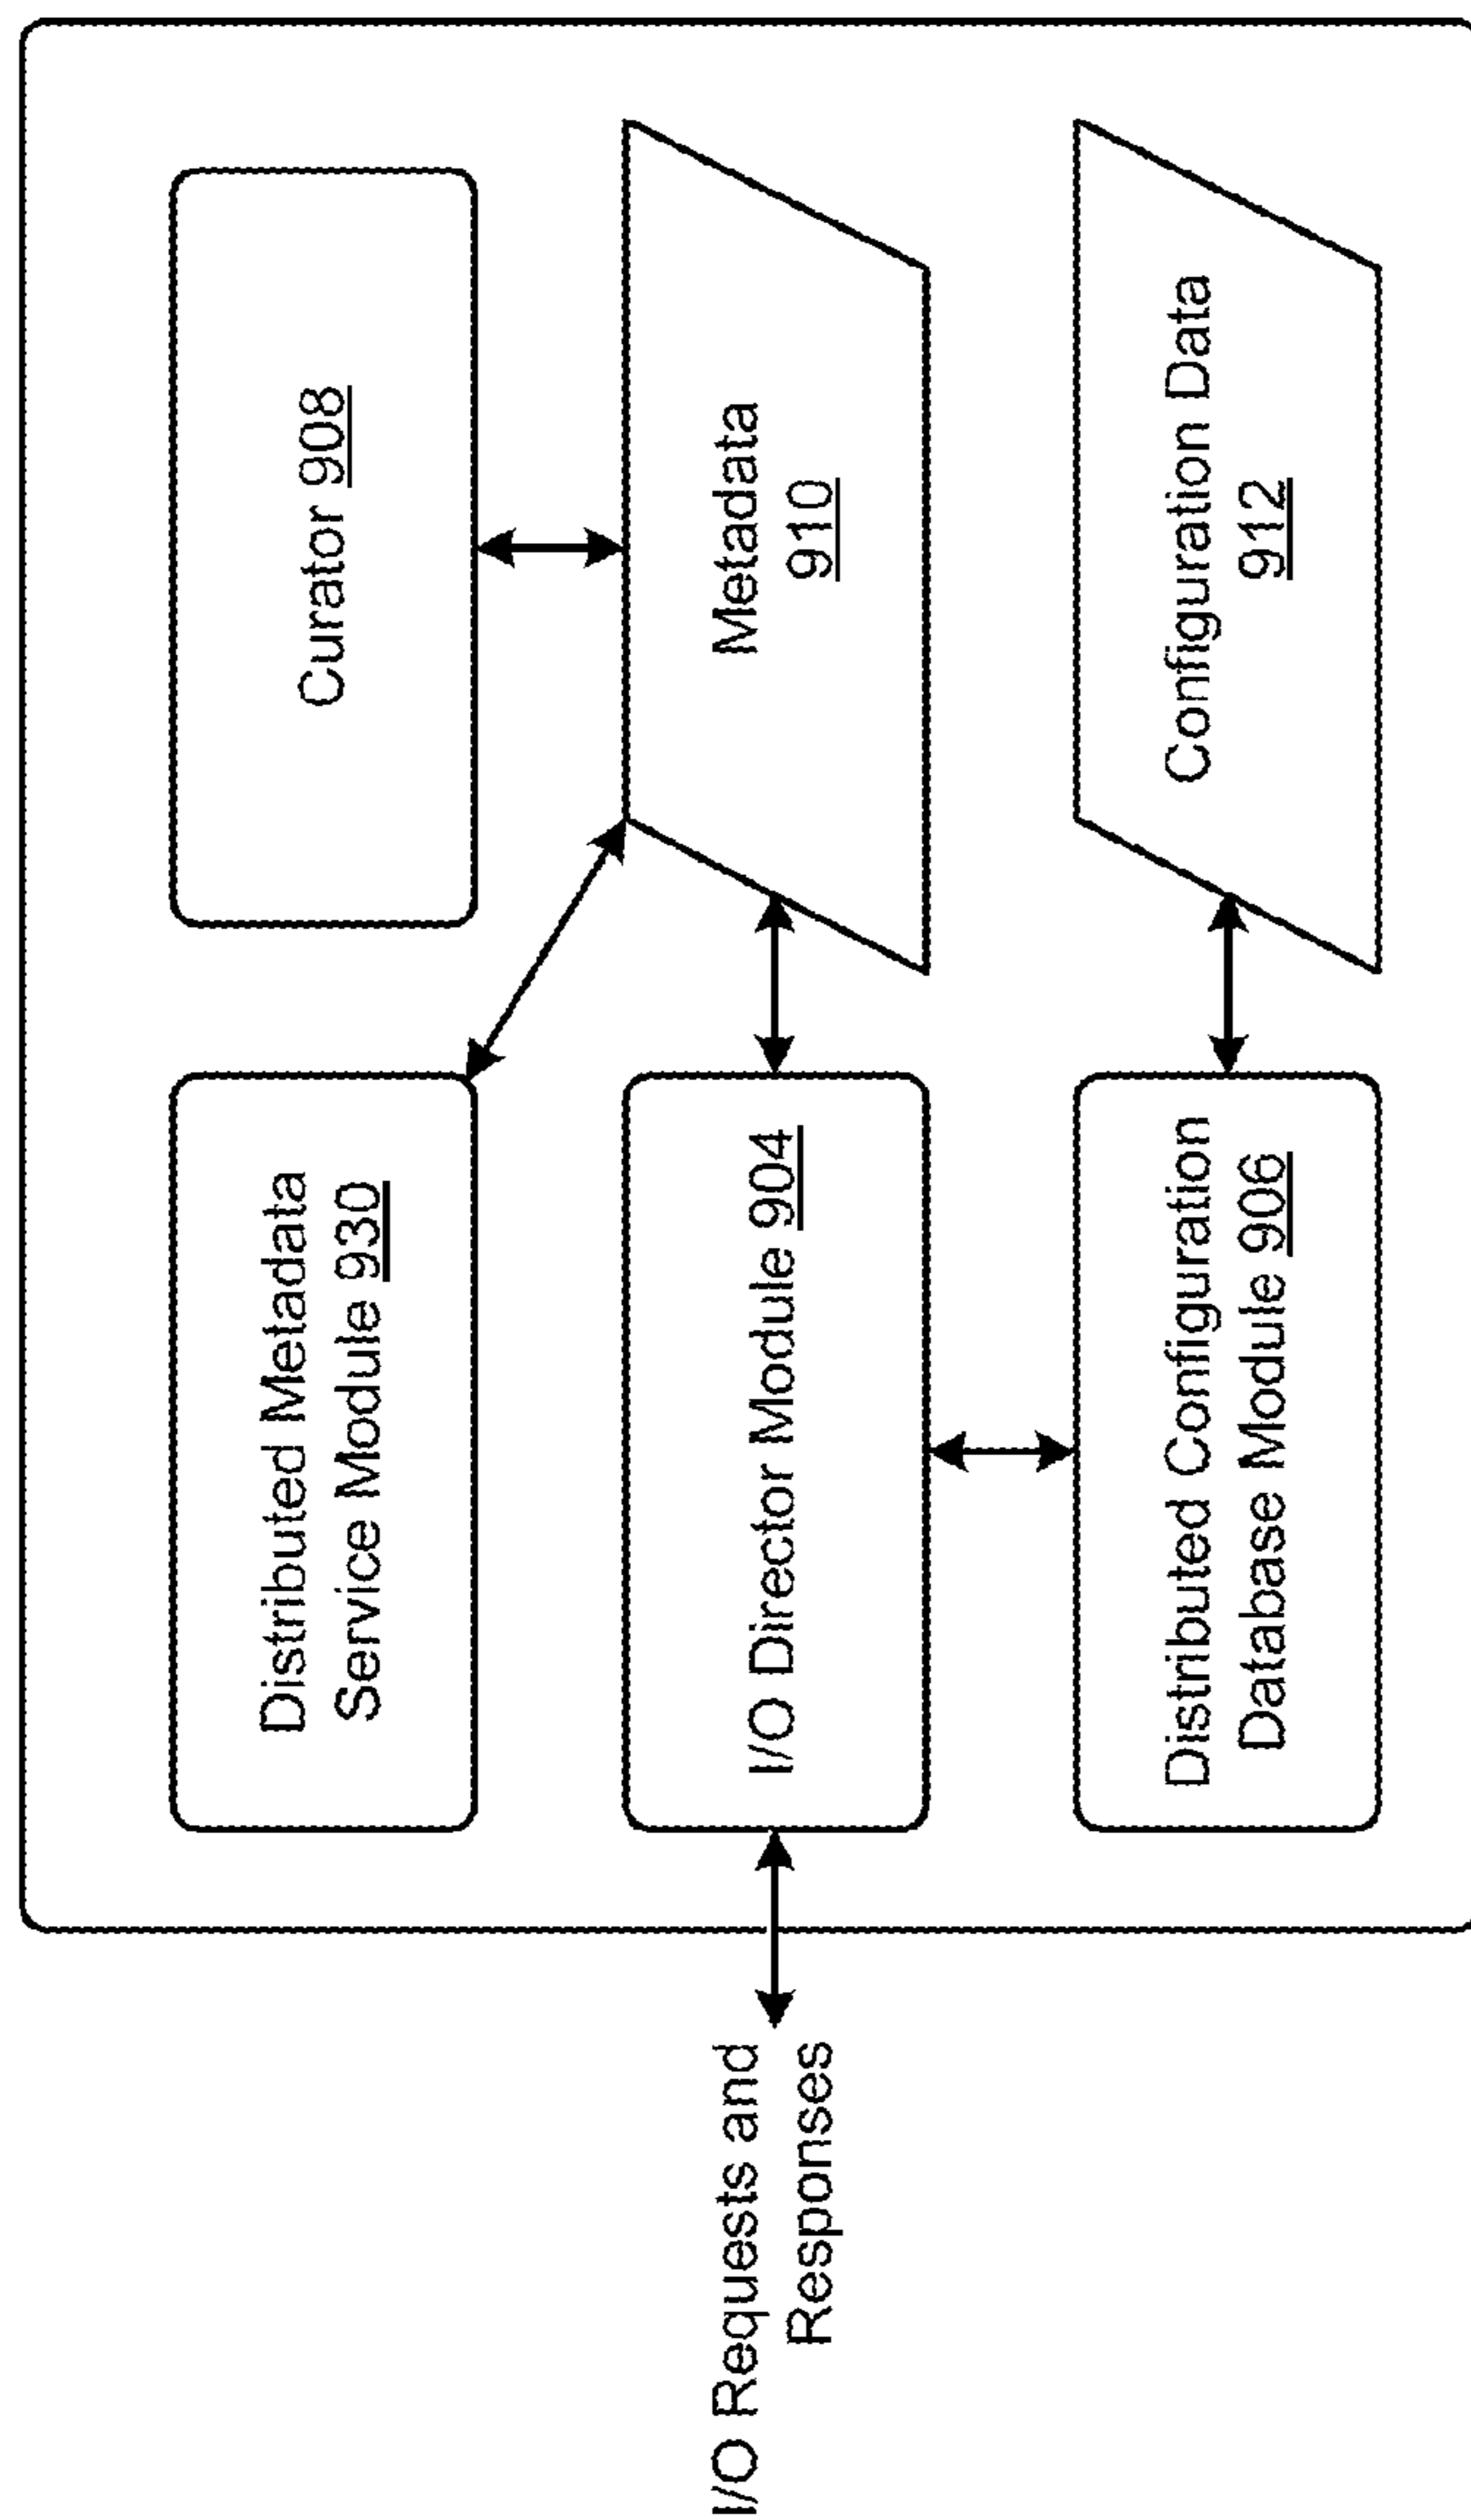 Distributed Metadata
Service Module 930
Curator 908
I/O Requests and
Responses
I/O Director Module 904
Metadata
910
Distributed Configuration
Database Module 906
Configuration Data
912